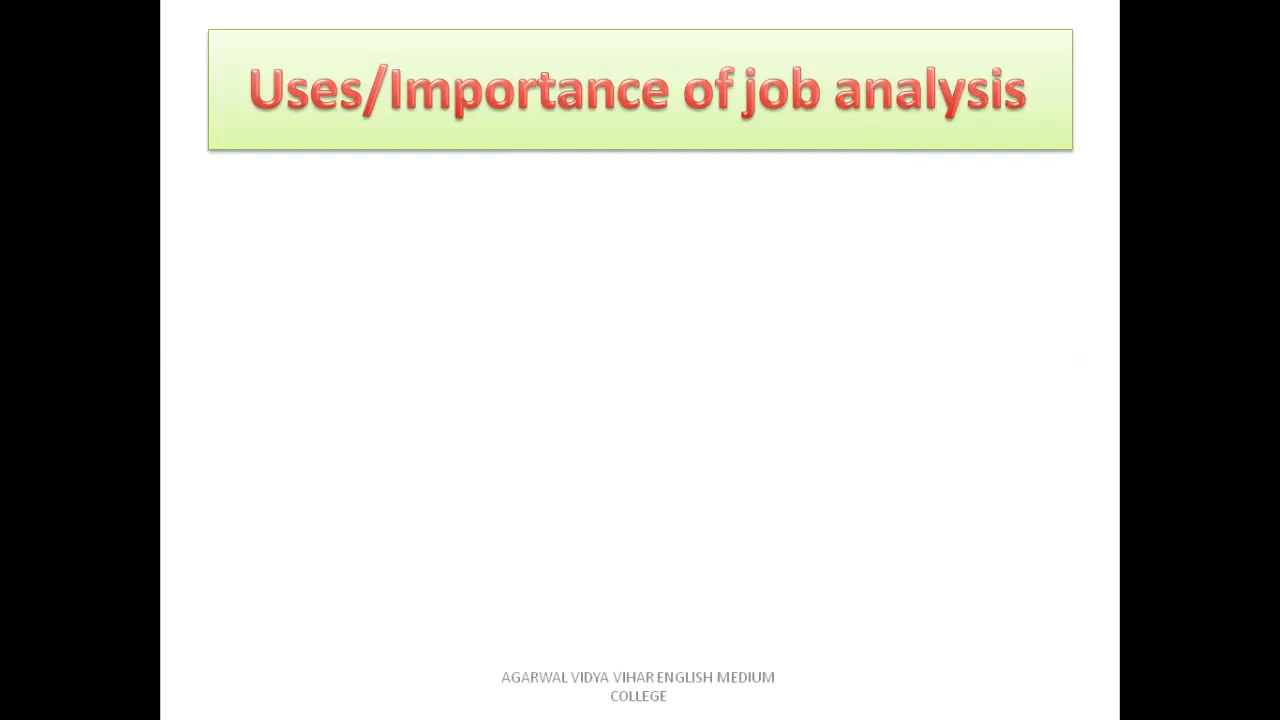 Uses/Importance of job analysis
AGARWAL VIDYA VIHAR ENGLISH MEDIUM
COLLEGE